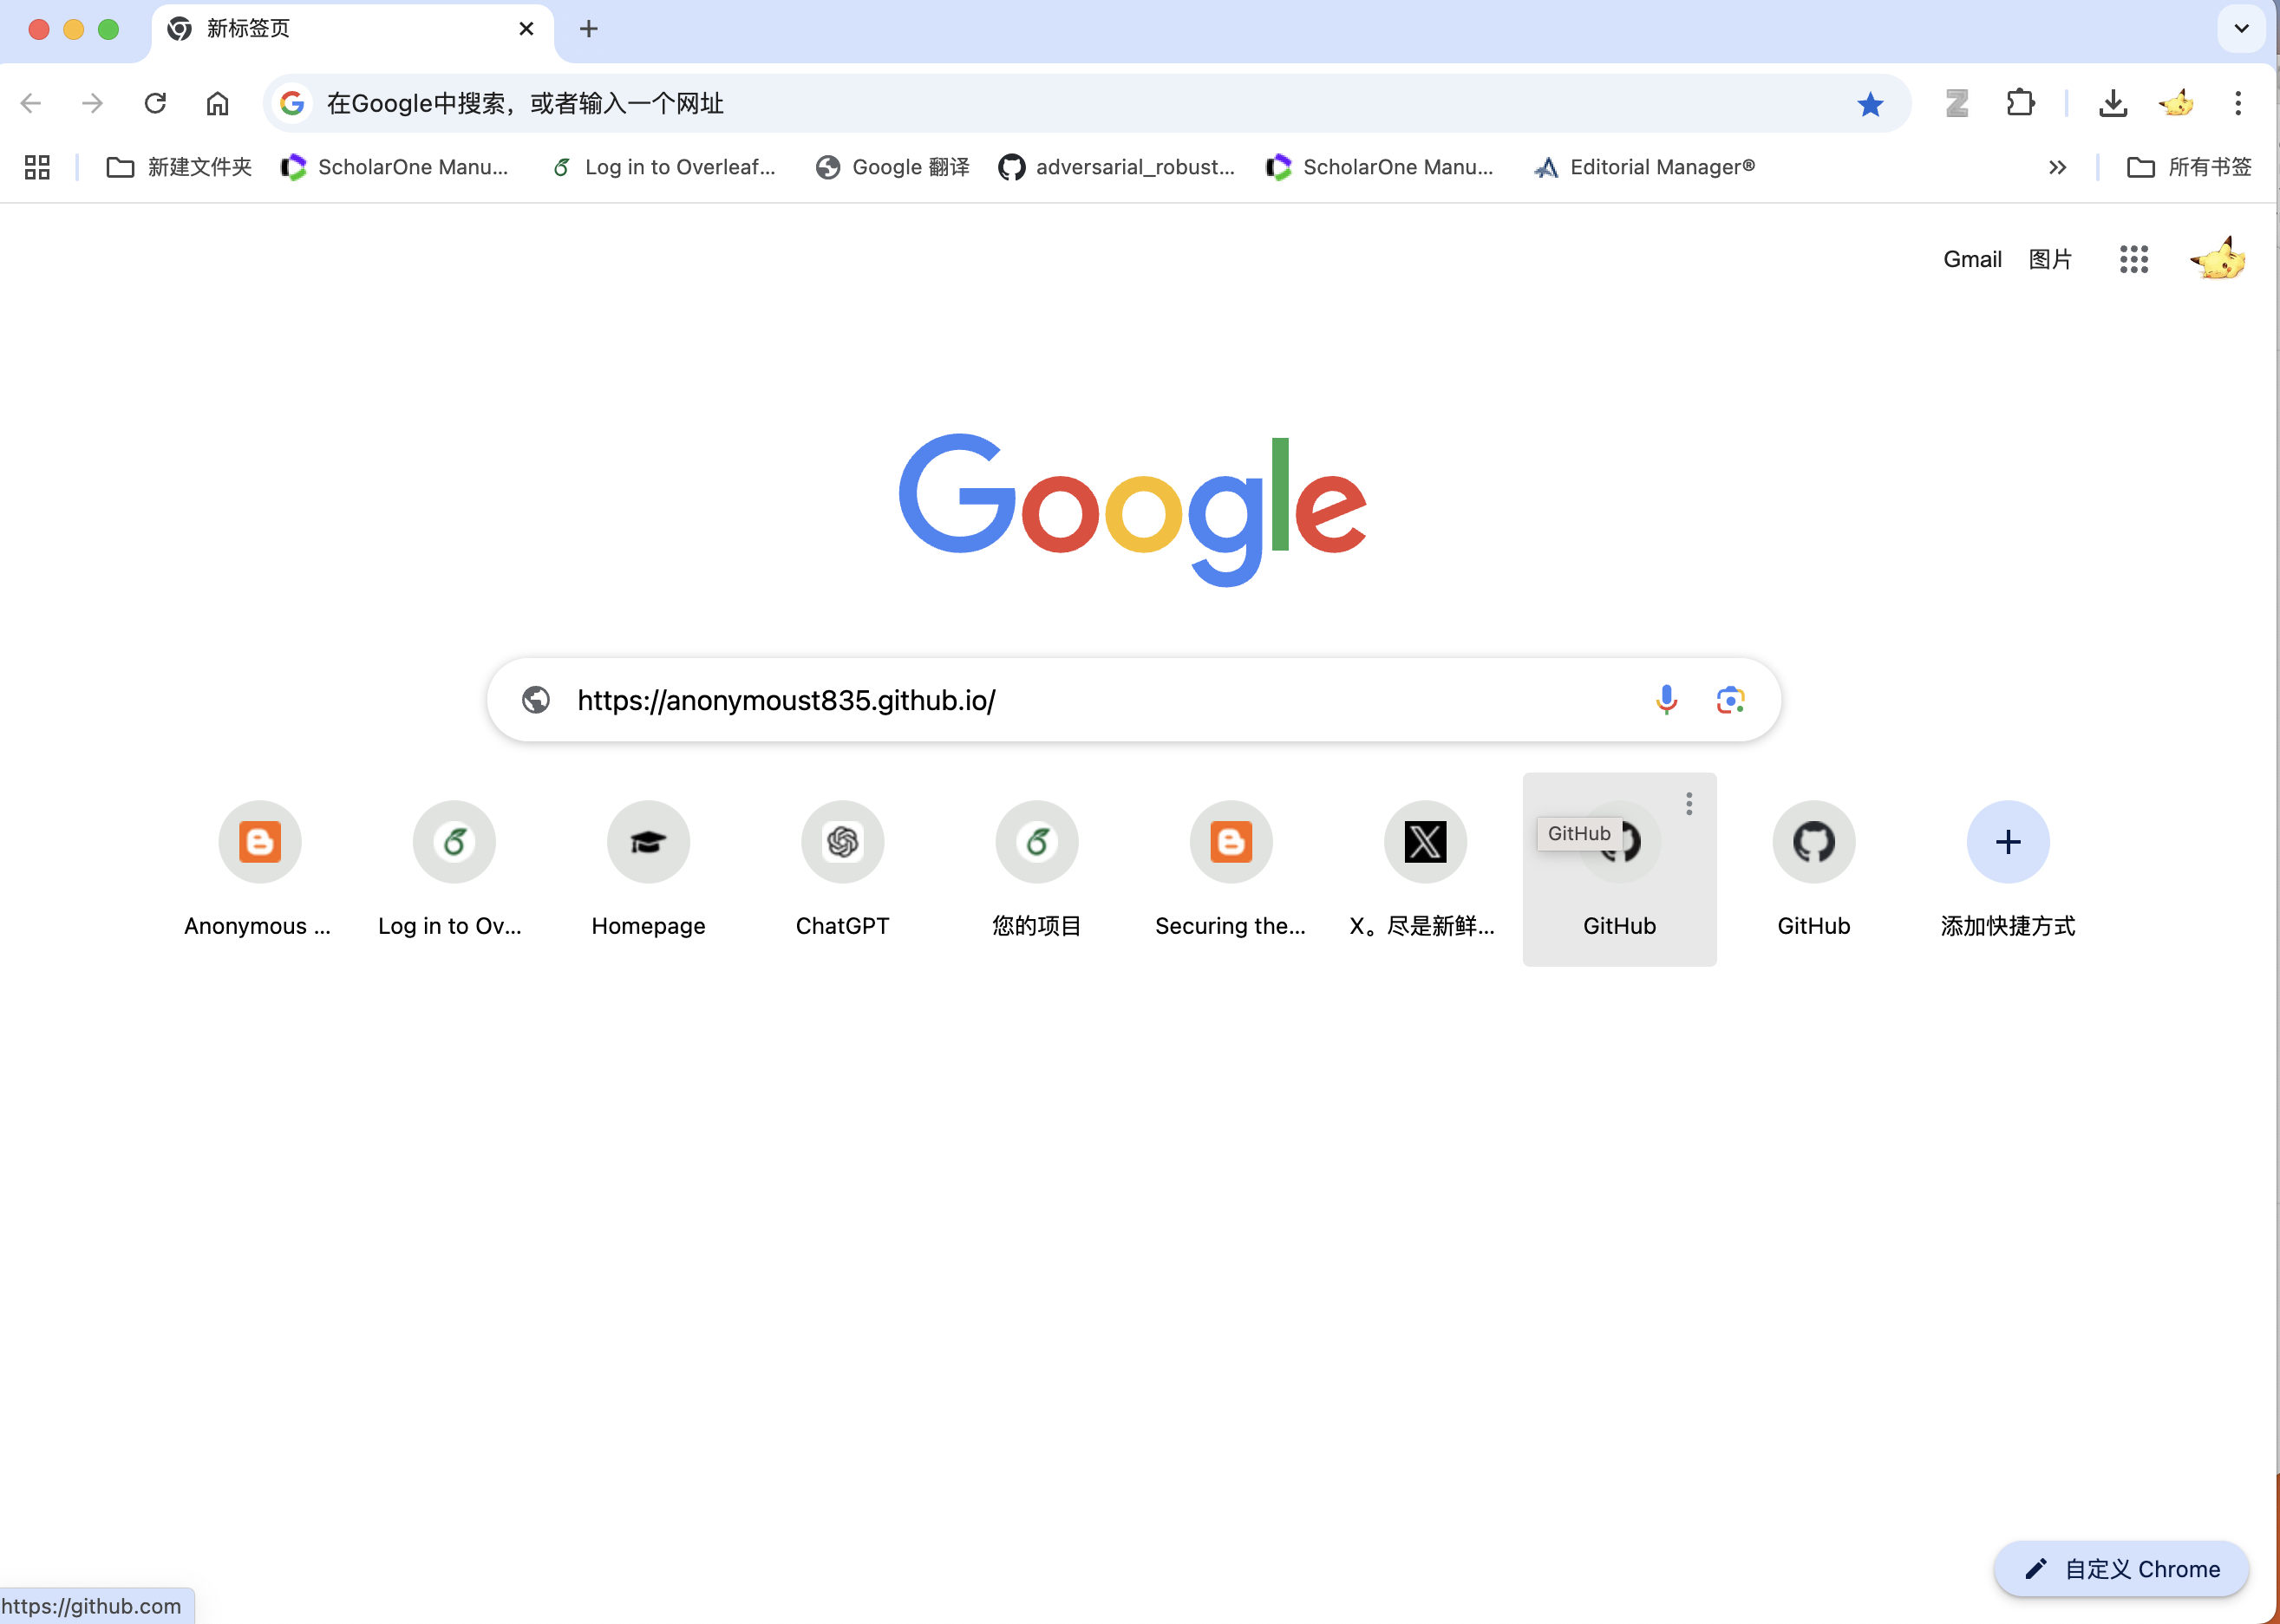 新标签页
在Google中搜索，或者输入一个网址
新建文件夹
ScholarOne Manu...
Log in to Overleaf...
Google 翻译
adversarial_robust...
ScholarOne Manu...
Editorial Manager®
所有书签
Gmail
图片
Google
https://anonymoust835.github.io/
GitHub
Anonymous ...
Log in to Ov...
Homepage
ChatGPT
您的项目
Securing the...
X。尽是新鲜...
GitHub
GitHub
添加快捷方式
自定义 Chrome
https://github.com